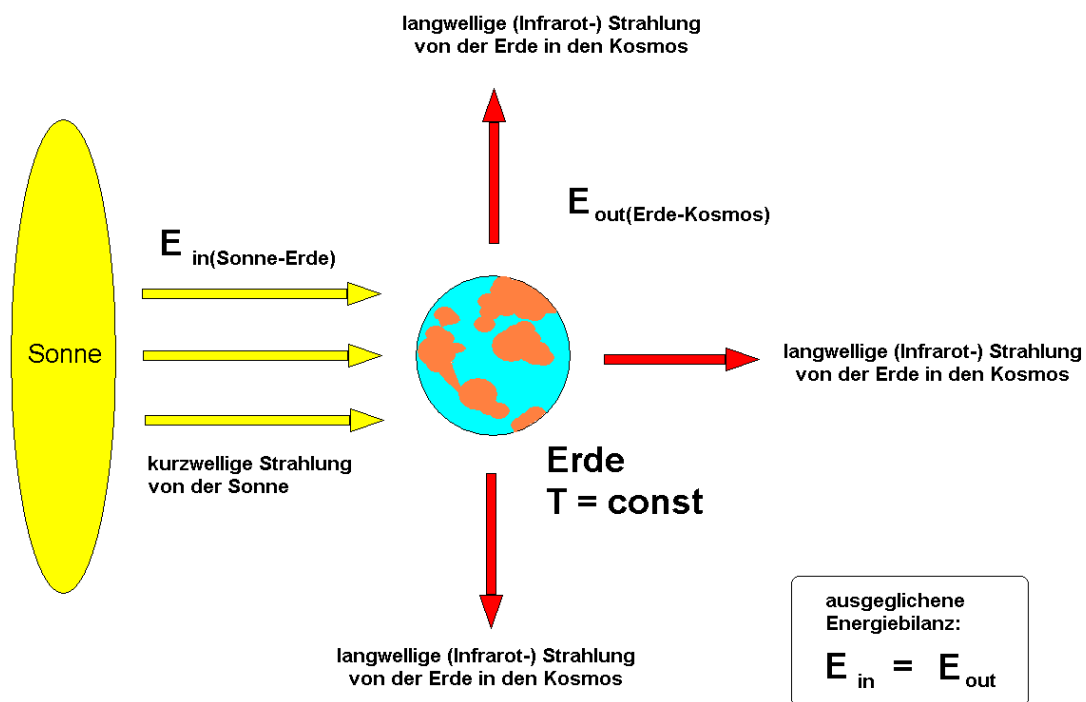 langwellige (Infrarot-) Strahlung
von der Erde in den Kosmos
E out(Erde-Kosmos)
E in(Sonne-Erde)
Sonne
langwellige (Infrarot-) Strahlung
von der Erde in den Kosmos
kurzwellige Strahlung
von der Sonne
Erde
T = const
langwellige (Infrarot-) Strahlung
von der Erde in den Kosmos
ausgeglichene
Energiebilanz:
E in = E out